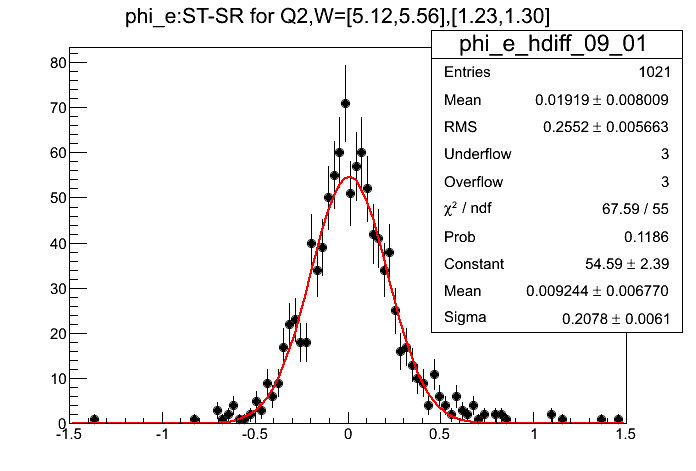 phi_e:ST-SR for Q2,W=[5.12,5.56],[1.23,1.30]
phi_e_hdiff_09_01
Entries 1021
Mean 0.01919 ± 0.008009
RMS 0.2552 ± 0.005663
Underflow 3
Overflow 3
χ² / ndf 67.59 / 55
Prob 0.1186
Constant 54.59 ± 2.39
Mean 0.009244 ± 0.006770
Sigma 0.2078 ± 0.0061
80
70
60
50
40
30
20
10
0
-1.5 -1 -0.5 0 0.5 1 1.5